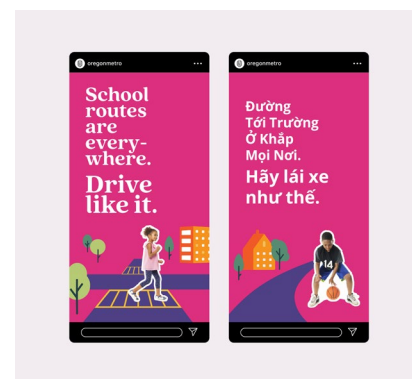 oregonmetro
School
routes
are
every-
where.
Drive
like it.
oregonmetro
Đường
Tới Trường
Ở Khắp
Mọi Nơi.
Hãy lái xe
như thế.
14